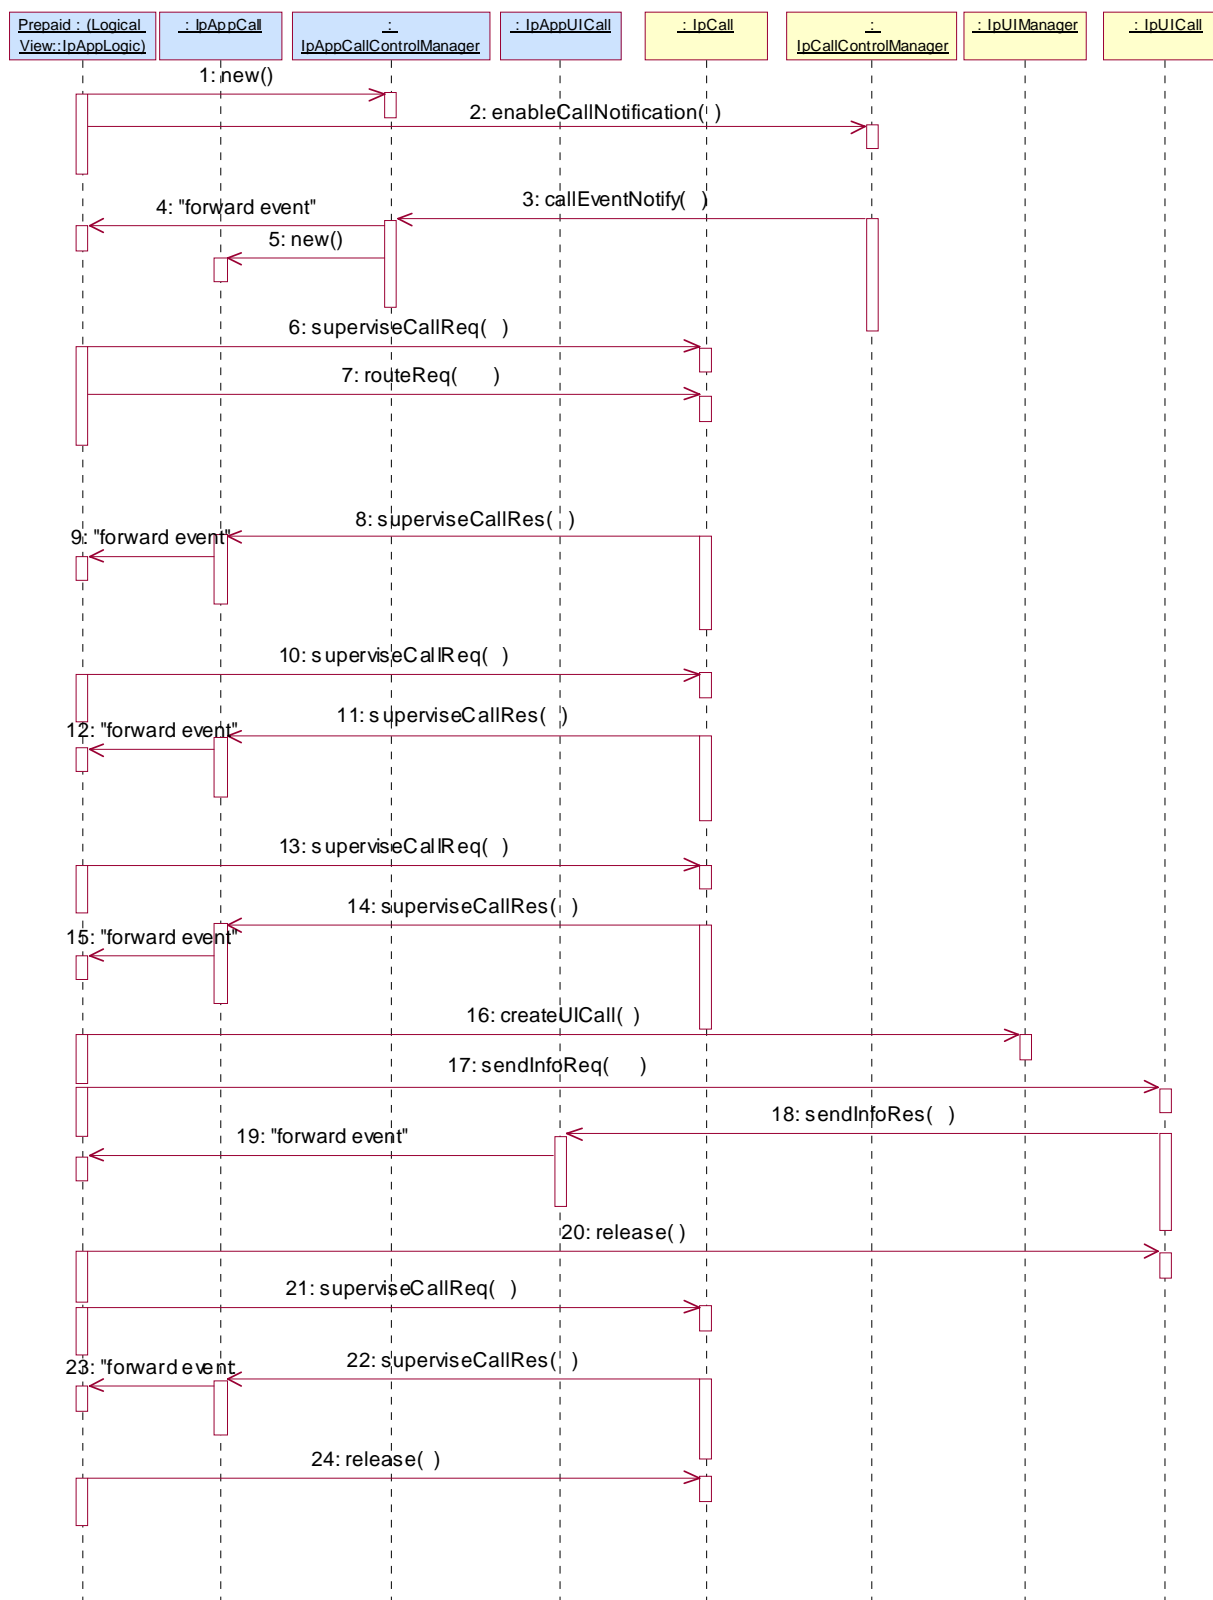 Prepaid : (Logical View::IpAppLogic)
: IpAppCall
: IpAppCallControlManager
: IpAppUICall
: IpCall
: IpCallControlManager
: IpUIManager
: IpUICall
1: new()
2: enableCallNotification( )
3: callEventNotify( )
4: "forward event"
5: new()
6: superviseCallReq( )
7: routeReq( )
8: superviseCallRes( )
9: "forward event"
10: superviseCallReq( )
11: superviseCallRes( )
12: "forward event"
13: superviseCallReq( )
14: superviseCallRes( )
15: "forward event"
16: createUICall( )
17: sendInfoReq( )
18: sendInfoRes( )
19: "forward event"
20: release( )
21: superviseCallReq( )
22: superviseCallRes( )
23: "forward event
24: release( )